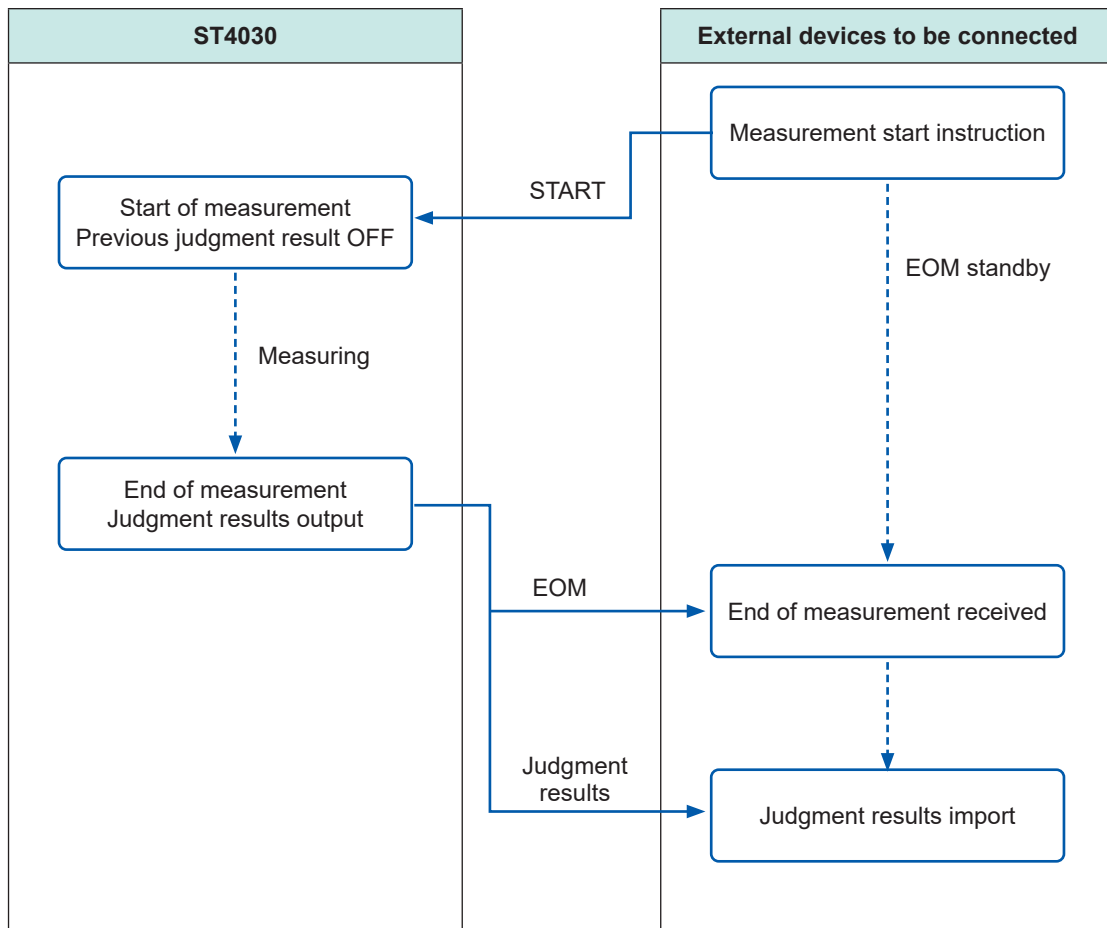 ST4030
External devices to be connected
Measurement start instruction
START
Start of measurement
Previous judgment result OFF
EOM standby
Measuring
End of measurement
Judgment results output
EOM
End of measurement received
Judgment
results
Judgment results import